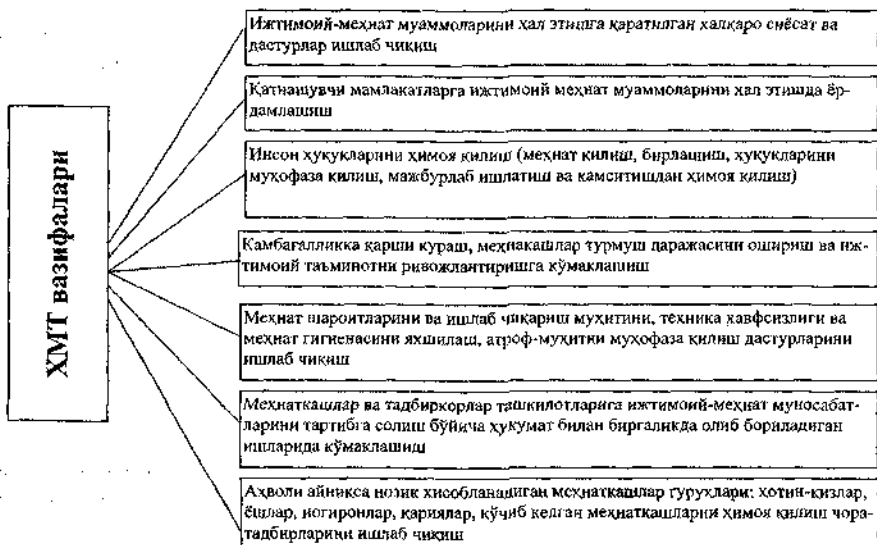 ХМТ вазифалари
Ижтимоий-меҳнат муаммоларини ҳал этишга қаратилган халқаро сиёсат ва
дастурлар ишлаб чиқиш
Қатнашувчи мамлакатларга ижтимоий меҳнат муаммоларини ҳал этишда ёр-
дамлашиш
Инсон ҳуқуқларини ҳимоя қилиш (меҳнат қилиш, бирлашиш, ҳуқуқларини
муҳофаза қилиш, мажбурлаб ишлатиш ва камситишдан ҳимоя қилиш)
Камбағалликка қарши кураш, меҳнакашлар турмуш даражасини ошириш ва иж-
тимоий таъминотни ривожлантиришга кўмаклашиш
Меҳнат шароитларини ва ишлаб чиқариш муҳитини, техника хавфсизлиги ва
меҳнат гигиенасини яхшилаш, атроф-муҳитни муҳофаза қилиш дастурларини
ишлаб чиқиш
Меҳнаткашлар ва тадбиркорлар ташкилотларига ижтимоий-меҳнат муносабат-
ларини тартибга солиш бўйича ҳукумат билан биргаликда олиб бориладиган
ишларида кўмаклашиш
Аҳволи айниқса нозик ҳисобланадиган меҳнаткашлар гуруҳлари: хотин-қизлар,
ёшлар, ногиронлар, қариялар, кўчиб келган меҳнаткашларни ҳимоя қилиш чора-
тадбирларини ишлаб чиқиш